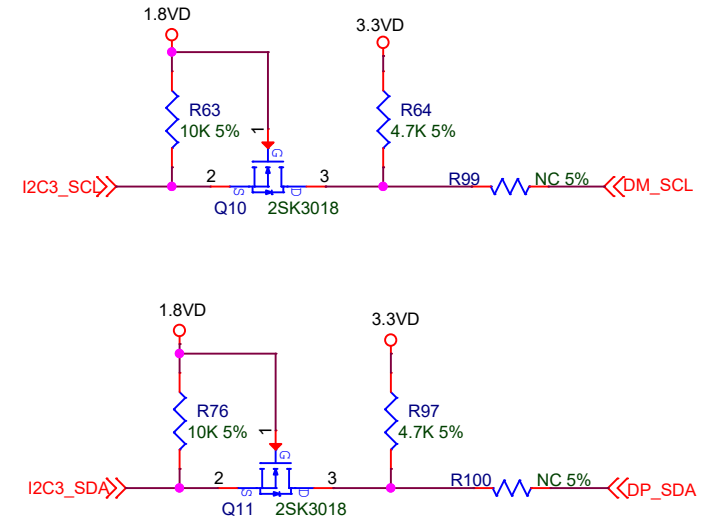 1.8VD
3.3VD
R63
10K 5%
R64
4.7K 5%
1
G
I2C3_SCL
2
3
R99
NC 5%
DM_SCL
S
D
Q10
2SK3018
1.8VD
3.3VD
R76
10K 5%
R97
4.7K 5%
1
G
I2C3_SDA
2
3
R100
NC 5%
DP_SDA
S
D
Q11
2SK3018